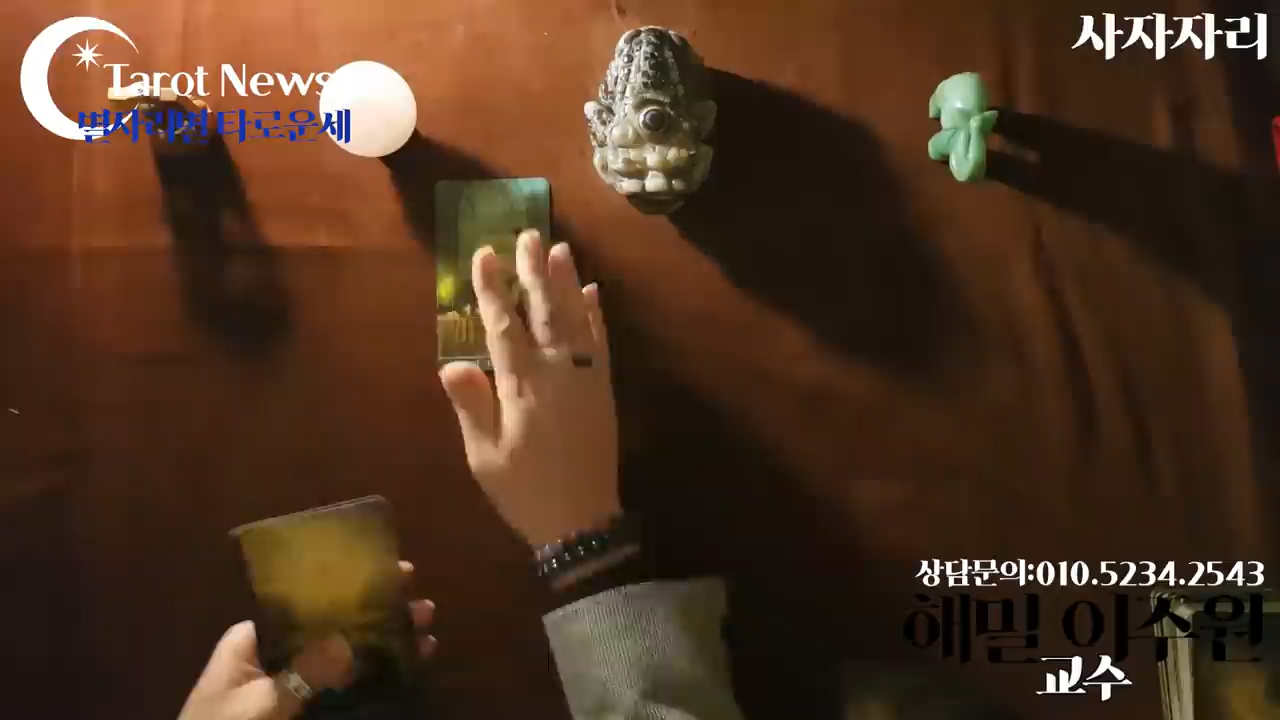 사자자리
Tarot News
별자리별 타로운세
상담문의:010.5234.2543
해밀 이수원
교수